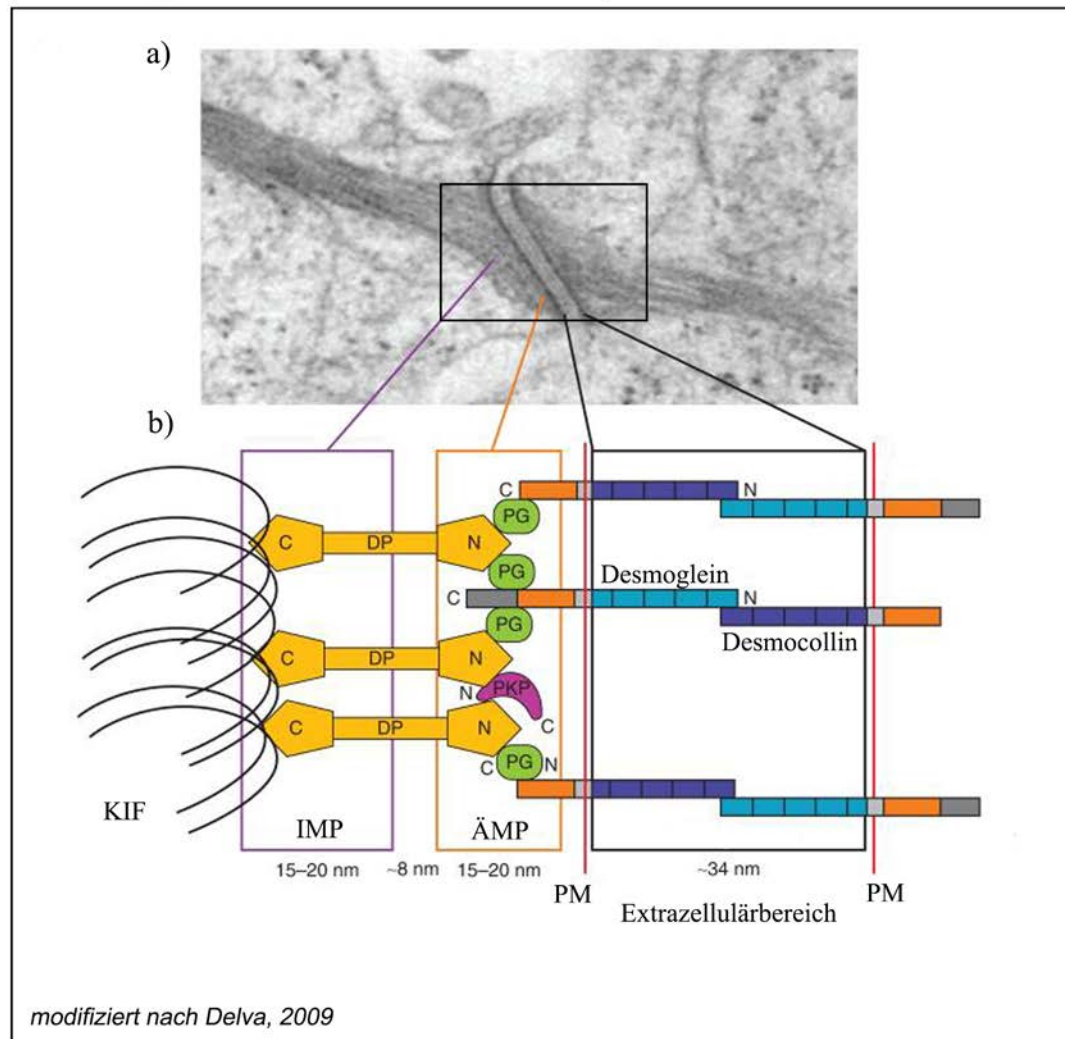 a)
b)
C PG N
C DP N
PG
Desmoglein
C N
PG
Desmocollin
C DP N
N PKP
C
C DP N
C PG N
KIF IMP ÄMP
15–20 nm ~8 nm 15–20 nm ~34 nm
PM PM
Extrazellulärbereich
modifiziert nach Delva, 2009